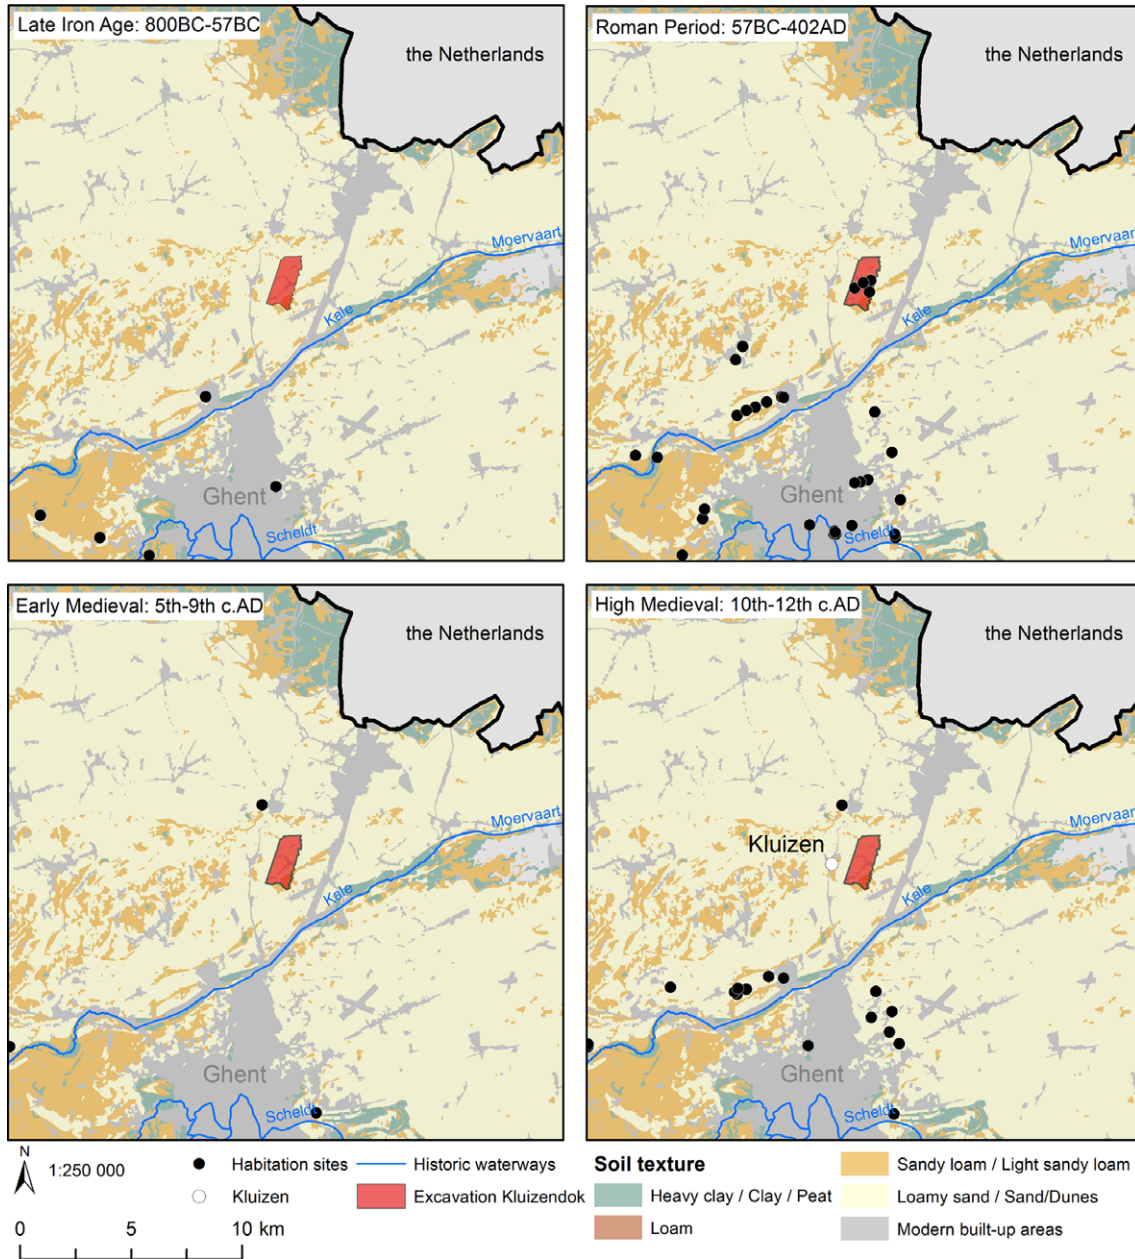 Late Iron Age: 800BC-57BC
the Netherlands
Moervaart
Kale
Ghent
Scheldt
Roman Period: 57BC-402AD
the Netherlands
Moervaart
Kale
Ghent
Scheldt
Early Medieval: 5th-9th c.AD
the Netherlands
Moervaart
Kale
Ghent
Scheldt
High Medieval: 10th-12th c.AD
the Netherlands
Moervaart
Kluizen
Kale
Ghent
Scheldt
N
1:250 000
0 5 10 km
Habitation sites
Kluizen
Historic waterways
Excavation Kluizendok
Soil texture
Heavy clay / Clay / Peat
Loam
Sandy loam / Light sandy loam
Loamy sand / Sand/Dunes
Modern built-up areas